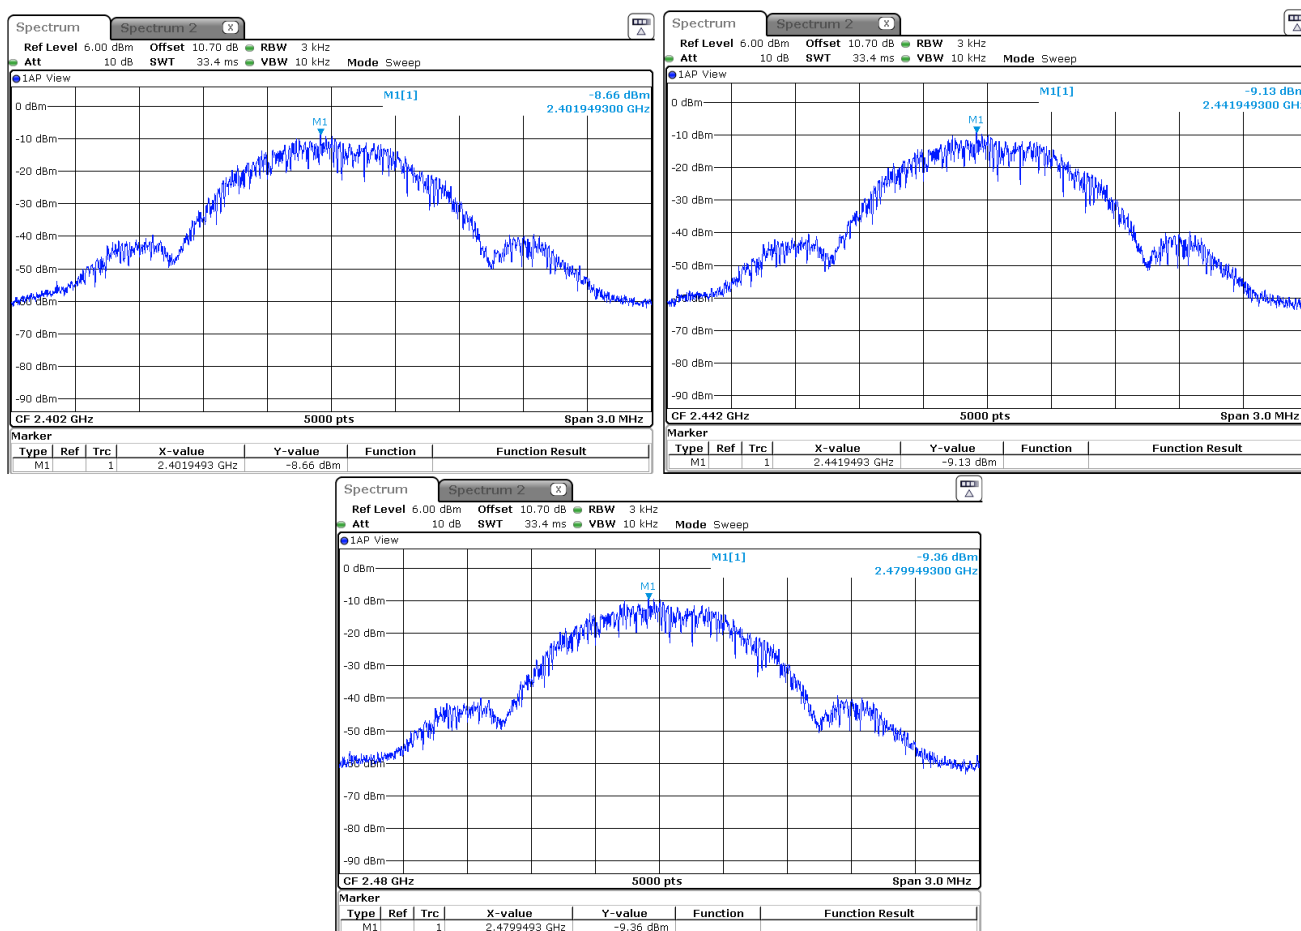 Spectrum Spectrum 2 X
Ref Level 6.00 dBm Offset 10.70 dB RBW 3 kHz
Att 10 dB SWT 33.4 ms VBW 10 kHz Mode Sweep
1AP View
M1[1] -8.66 dBm
2.401949300 GHz
0 dBm
M1
-10 dBm
-20 dBm
-30 dBm
-40 dBm
-50 dBm
-60 dBm
-70 dBm
-80 dBm
-90 dBm
CF 2.402 GHz 5000 pts Span 3.0 MHz
Marker
Type Ref Trc X-value Y-value Function Function Result
M1 1 2.4019493 GHz -8.66 dBm
Spectrum Spectrum 2 X
Ref Level 6.00 dBm Offset 10.70 dB RBW 3 kHz
Att 10 dB SWT 33.4 ms VBW 10 kHz Mode Sweep
1AP View
M1[1] -9.13 dBm
2.441949300 GHz
0 dBm
M1
-10 dBm
-20 dBm
-30 dBm
-40 dBm
-50 dBm
-60 dBm
-70 dBm
-80 dBm
-90 dBm
CF 2.442 GHz 5000 pts Span 3.0 MHz
Marker
Type Ref Trc X-value Y-value Function Function Result
M1 1 2.4419493 GHz -9.13 dBm
Spectrum Spectrum 2 X
Ref Level 6.00 dBm Offset 10.70 dB RBW 3 kHz
Att 10 dB SWT 33.4 ms VBW 10 kHz Mode Sweep
1AP View
M1[1] -9.36 dBm
2.479949300 GHz
0 dBm
M1
-10 dBm
-20 dBm
-30 dBm
-40 dBm
-50 dBm
-60 dBm
-70 dBm
-80 dBm
-90 dBm
CF 2.48 GHz 5000 pts Span 3.0 MHz
Marker
Type Ref Trc X-value Y-value Function Function Result
M1 1 2.4799493 GHz -9.36 dBm